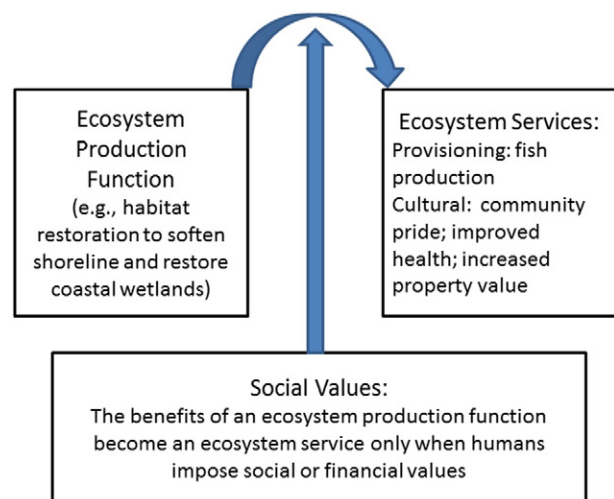 Ecosystem
Production
Function
(e.g., habitat
restoration to soften
shoreline and restore
coastal wetlands)
Ecosystem Services:
Provisioning: fish
production
Cultural: community
pride; improved
health; increased
property value
Social Values:
The benefits of an ecosystem production function
become an ecosystem service only when humans
impose social or financial values